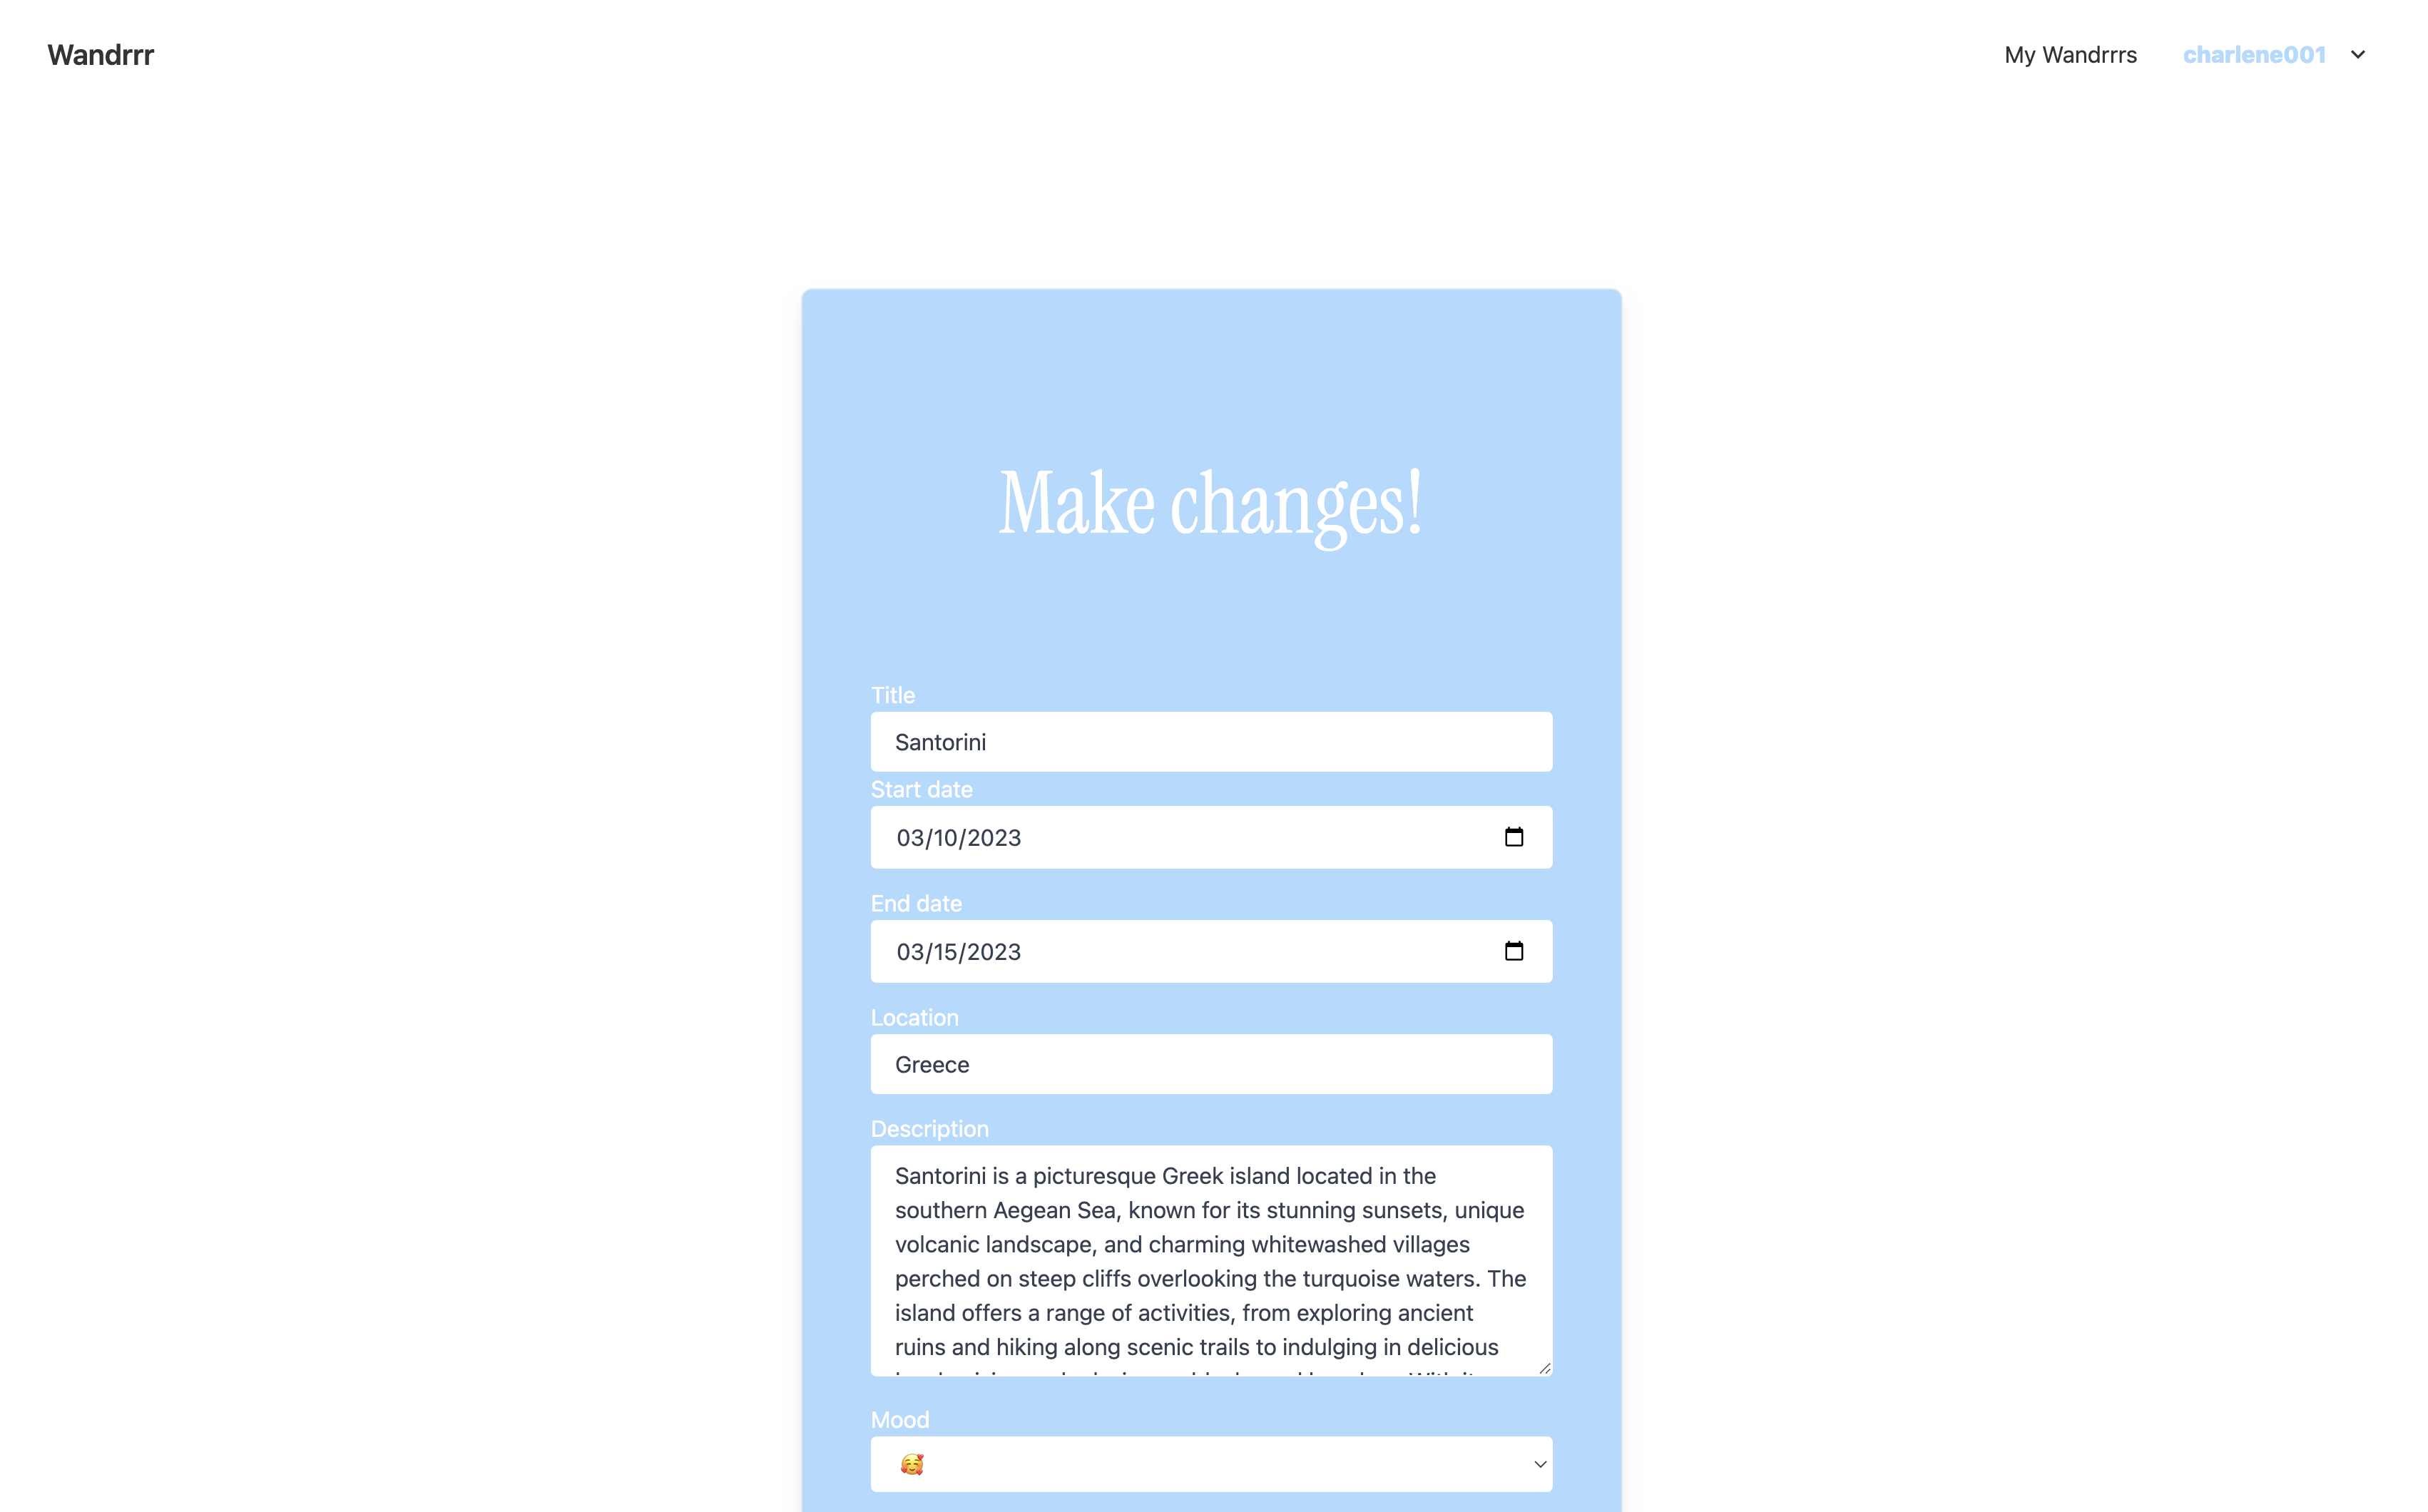 Wandrrr
My Wandrrrs
charlene001
Make changes!
Title
Santorini
Start date
03/10/2023
End date
03/15/2023
Location
Greece
Description
Santorini is a picturesque Greek island located in the
southern Aegean Sea, known for its stunning sunsets, unique
volcanic landscape, and charming whitewashed villages
perched on steep cliffs overlooking the turquoise waters. The
island offers a range of activities, from exploring ancient
ruins and hiking along scenic trails to indulging in delicious
Mood
🥰